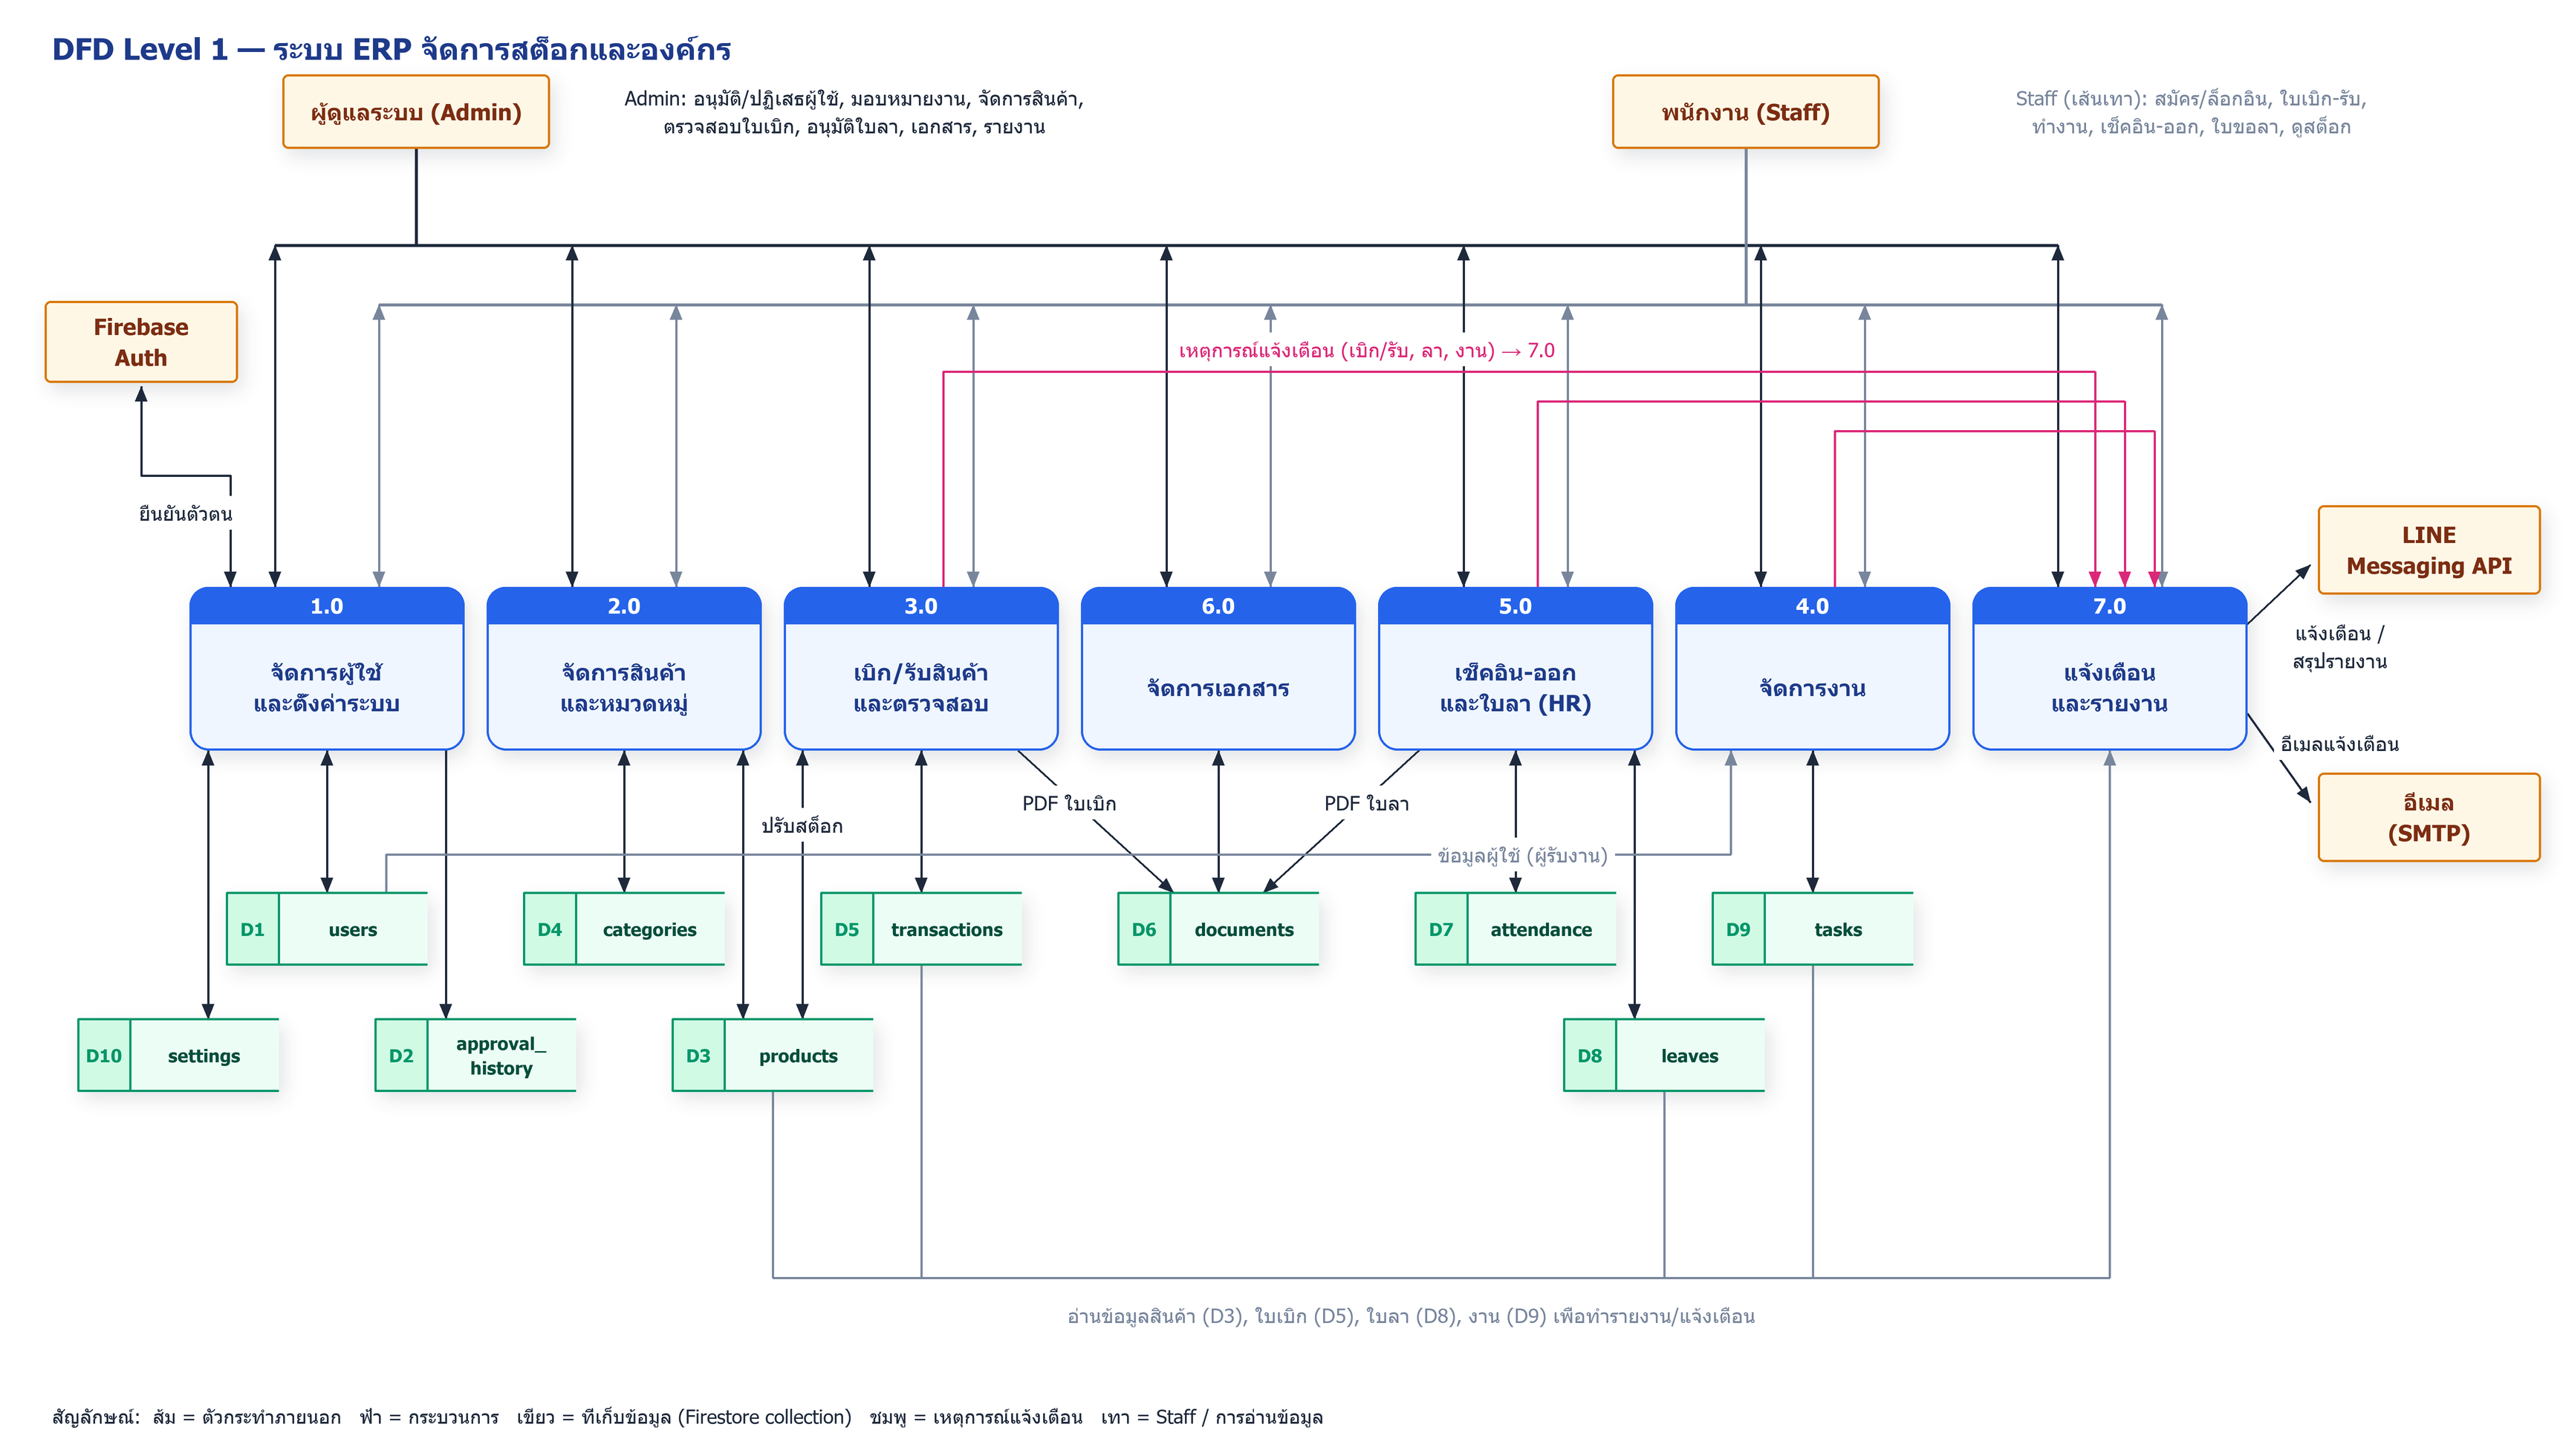 DFD Level 1 — ระบบ ERP จัดการสต็อกและองค์กร
ผู้ดูแลระบบ (Admin)
Admin: อนุมัติ/ปฏิเสธผู้ใช้, มอบหมายงาน, จัดการสินค้า,
ตรวจสอบใบเบิก, อนุมัติใบลา, เอกสาร, รายงาน
พนักงาน (Staff)
Staff (เส้นเทา): สมัคร/ล็อกอิน, ใบเบิก-รับ,
ทำงาน, เช็คอิน-ออก, ใบขอลา, ดูสต็อก
Firebase
Auth
เหตุการณ์แจ้งเตือน (เบิก/รับ, ลา, งาน) → 7.0
ยืนยันตัวตน
LINE
Messaging API
1.0
จัดการผู้ใช้
และตั้งค่าระบบ
2.0
จัดการสินค้า
และหมวดหมู่
3.0
เบิก/รับสินค้า
และตรวจสอบ
6.0
จัดการเอกสาร
5.0
เช็คอิน-ออก
และใบลา (HR)
4.0
จัดการงาน
7.0
แจ้งเตือน
และรายงาน
แจ้งเตือน /
สรุปรายงาน
อีเมลแจ้งเตือน
อีเมล
(SMTP)
ปรับสต็อก
PDF ใบเบิก
PDF ใบลา
ข้อมูลผู้ใช้ (ผู้รับงาน)
D1 users
D4 categories
D5 transactions
D6 documents
D7 attendance
D9 tasks
D10 settings
D2 approval_
history
D3 products
D8 leaves
อ่านข้อมูลสินค้า (D3), ใบเบิก (D5), ใบลา (D8), งาน (D9) เพื่อทำรายงาน/แจ้งเตือน
สัญลักษณ์: ส้ม = ตัวกระทำภายนอก ฟ้า = กระบวนการ เขียว = ที่เก็บข้อมูล (Firestore collection) ชมพู = เหตุการณ์แจ้งเตือน เทา = Staff / การอ่านข้อมูล